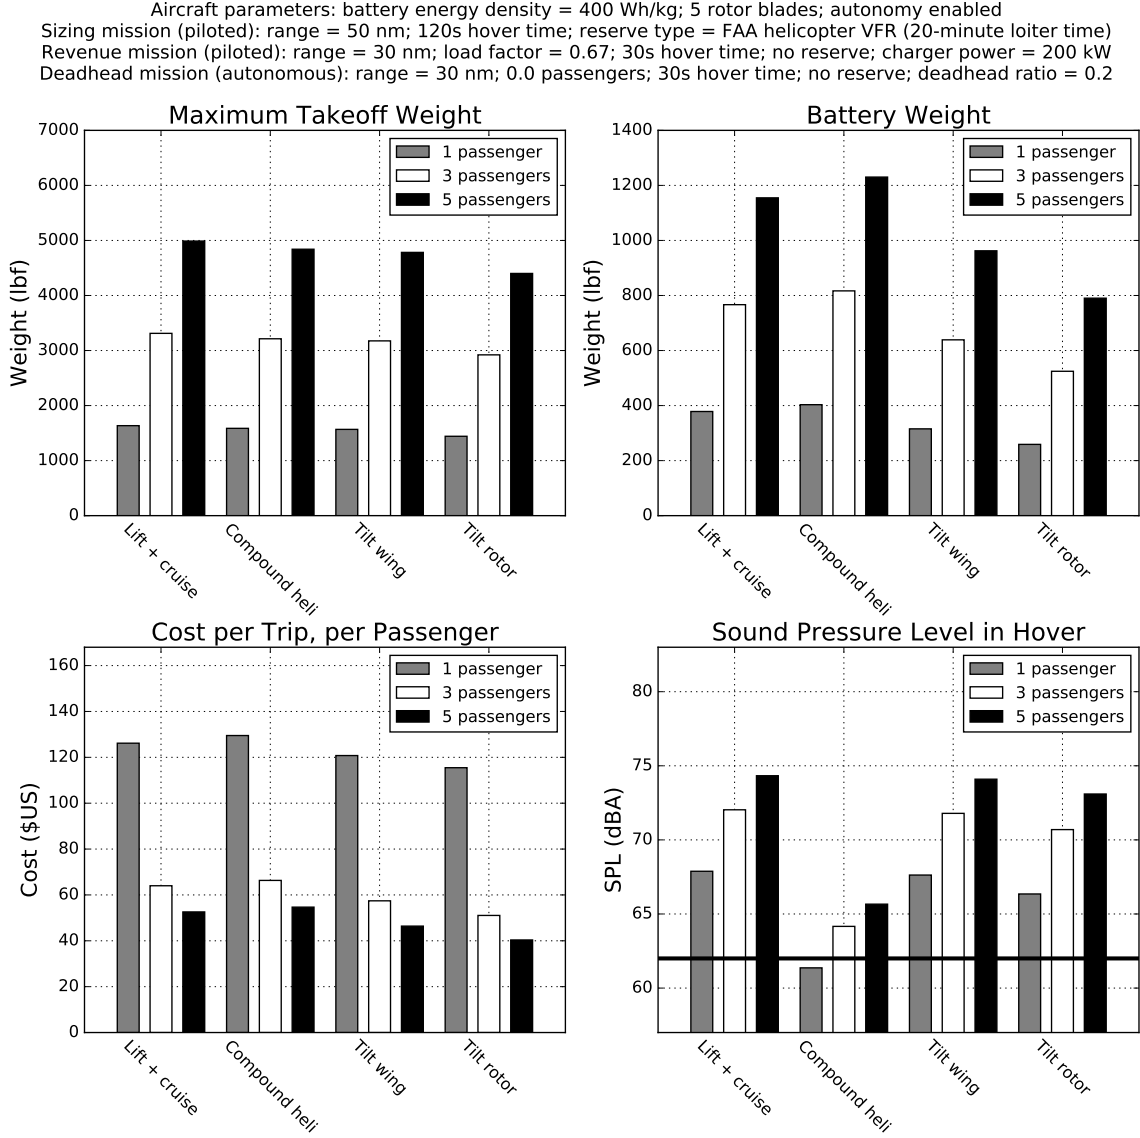 Aircraft parameters: battery energy density = 400 Wh/kg; 5 rotor blades; autonomy enabled
Sizing mission (piloted): range = 50 nm; 120s hover time; reserve type = FAA helicopter VFR (20-minute loiter time)
Revenue mission (piloted): range = 30 nm; load factor = 0.67; 30s hover time; no reserve; charger power = 200 kW
Deadhead mission (autonomous): range = 30 nm; 0.0 passengers; 30s hover time; no reserve; deadhead ratio = 0.2
Maximum Takeoff Weight
7000
6000
5000
4000
3000
2000
1000
0
Weight (lbf)
1 passenger
3 passengers
5 passengers
Lift + cruise
Compound heli
Tilt wing
Tilt rotor
Battery Weight
1400
1200
1000
800
600
400
200
0
Weight (lbf)
1 passenger
3 passengers
5 passengers
Lift + cruise
Compound heli
Tilt wing
Tilt rotor
Cost per Trip, per Passenger
160
140
120
100
80
60
40
20
0
Cost ($US)
1 passenger
3 passengers
5 passengers
Lift + cruise
Compound heli
Tilt wing
Tilt rotor
Sound Pressure Level in Hover
80
75
70
65
60
SPL (dBA)
1 passenger
3 passengers
5 passengers
Lift + cruise
Compound heli
Tilt wing
Tilt rotor